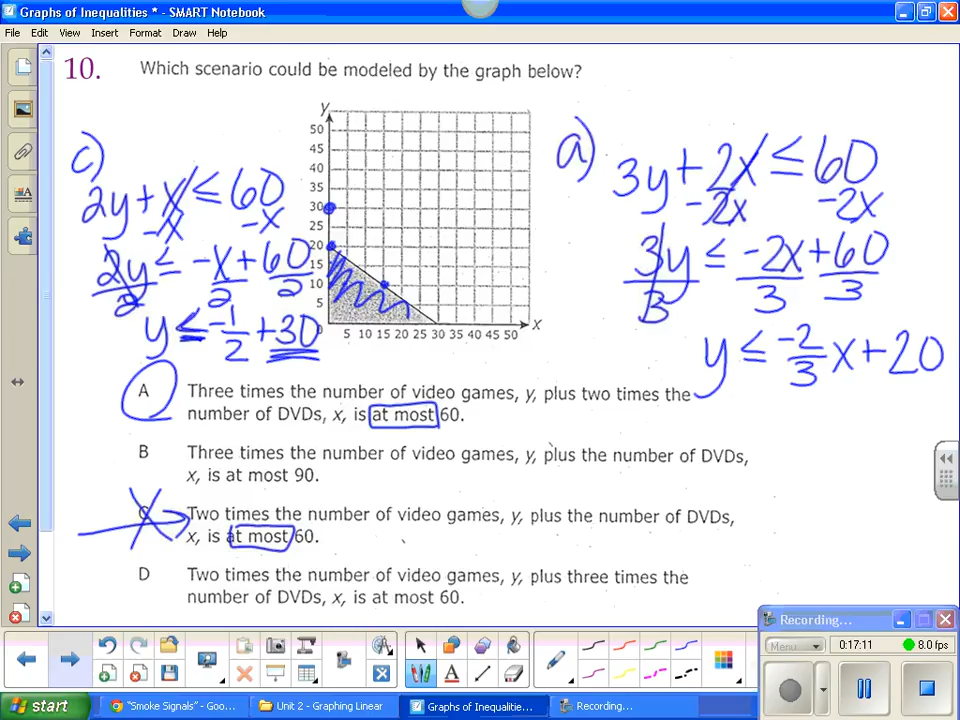 Graphs of Inequalities * - SMART Notebook
File Edit View Insert Format Draw Help
10. Which scenario could be modeled by the graph below?
y
50
45
40
35
30
25
20
15
10
5
0
5 10 15 20 25 30 35 40 45 50 x
c)
2y + x ≤ 60
-x -x
2y ≤ -x + 60
2 2 2
y ≤ -1/2 + 30
a)
3y + 2x ≤ 60
-2x -2x
3y ≤ -2x + 60
3 3 3
y ≤ -2/3 x + 20
A Three times the number of video games, y, plus two times the
number of DVDs, x, is at most 60.
B Three times the number of video games, y, plus the number of DVDs,
x, is at most 90.
C Two times the number of video games, y, plus the number of DVDs,
x, is at most 60.
D Two times the number of video games, y, plus three times the
number of DVDs, x, is at most 60.
Recording...
Menu 0:17:11 8.0 fps
start "Smoke Signals" - Goo... Unit 2 - Graphing Linear Graphs of Inequalitie... Recording...